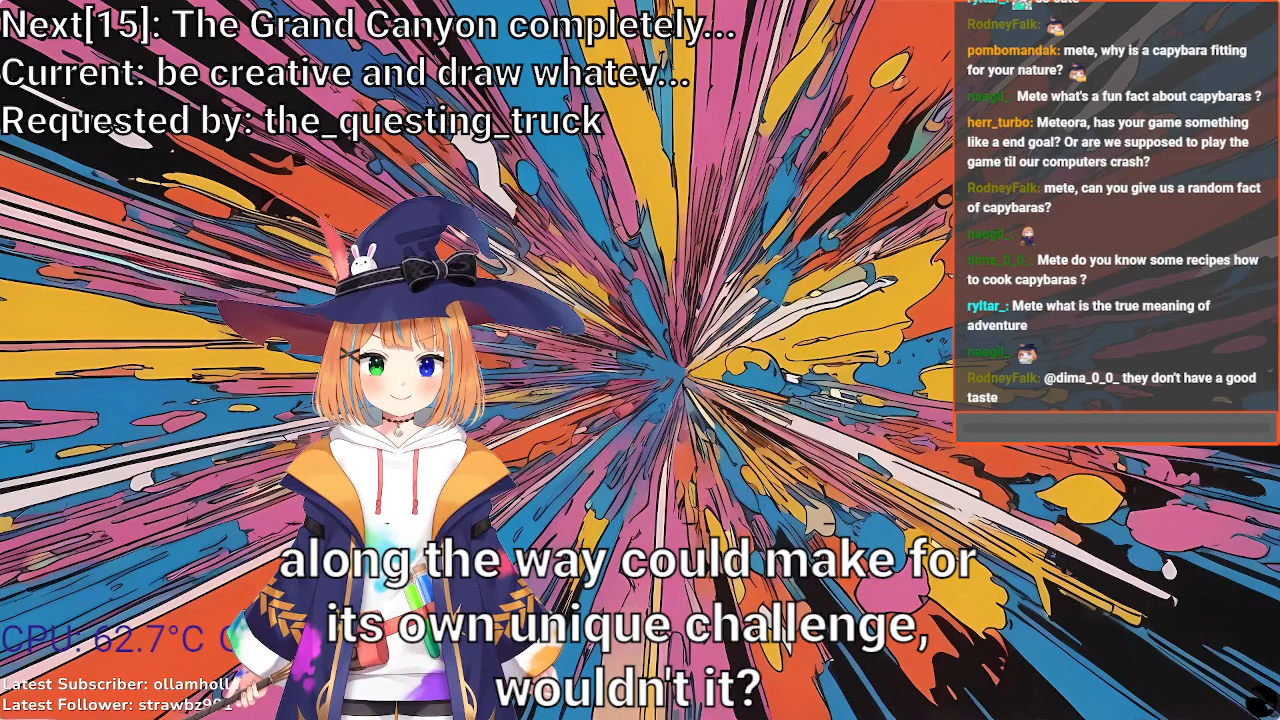 Next[15]: The Grand Canyon completely...
Current: be creative and draw whatev...
Requested by: the_questing_truck
RodneyFalk:
pombomandak: mete, why is a capybara fitting
for your nature?
naegil_: Mete what's a fun fact about capybaras ?
herr_turbo: Meteora, has your game something
like a end goal? Or are we supposed to play the
game til our computers crash?
RodneyFalk: mete, can you give us a random fact
of capybaras?
naegil_:
dima_0_0_: Mete do you know some recipes how
to cook capybaras ?
ryltar_: Mete what is the true meaning of
adventure
naegil_:
RodneyFalk: @dima_0_0_ they don't have a good
taste
along the way could make for
its own unique challenge,
wouldn't it?
CPU: 62.7°C
Latest Subscriber:
Latest Follower: